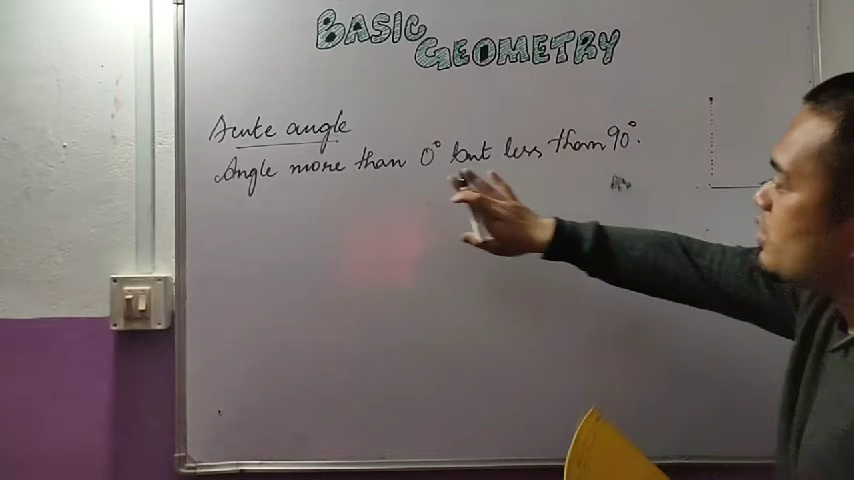 BASIC
GEOMETRY
Acute angle
Angle more than 0° but less than 90°.